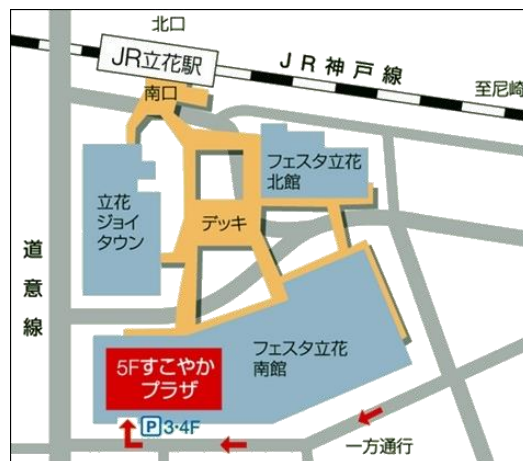 北口
JR立花駅
JR神戸線
南口
至尼崎
フェスタ立花
北館
立花
ジョイ
タウン
デッキ
道意線
フェスタ立花
南館
5Fすこやか
プラザ
P3・4F
一方通行